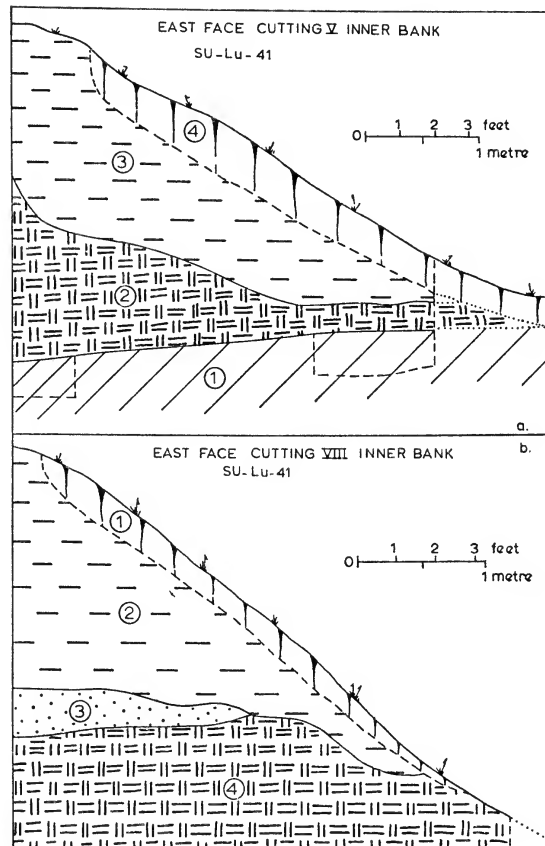 EAST FACE CUTTING V INNER BANK
SU-Lu-41
④
0 1 2 3 feet
1 metre
③
②
①
a.
b.
EAST FACE CUTTING VIII INNER BANK
SU-Lu-41
①
0 1 2 3 feet
1 metre
②
③
④